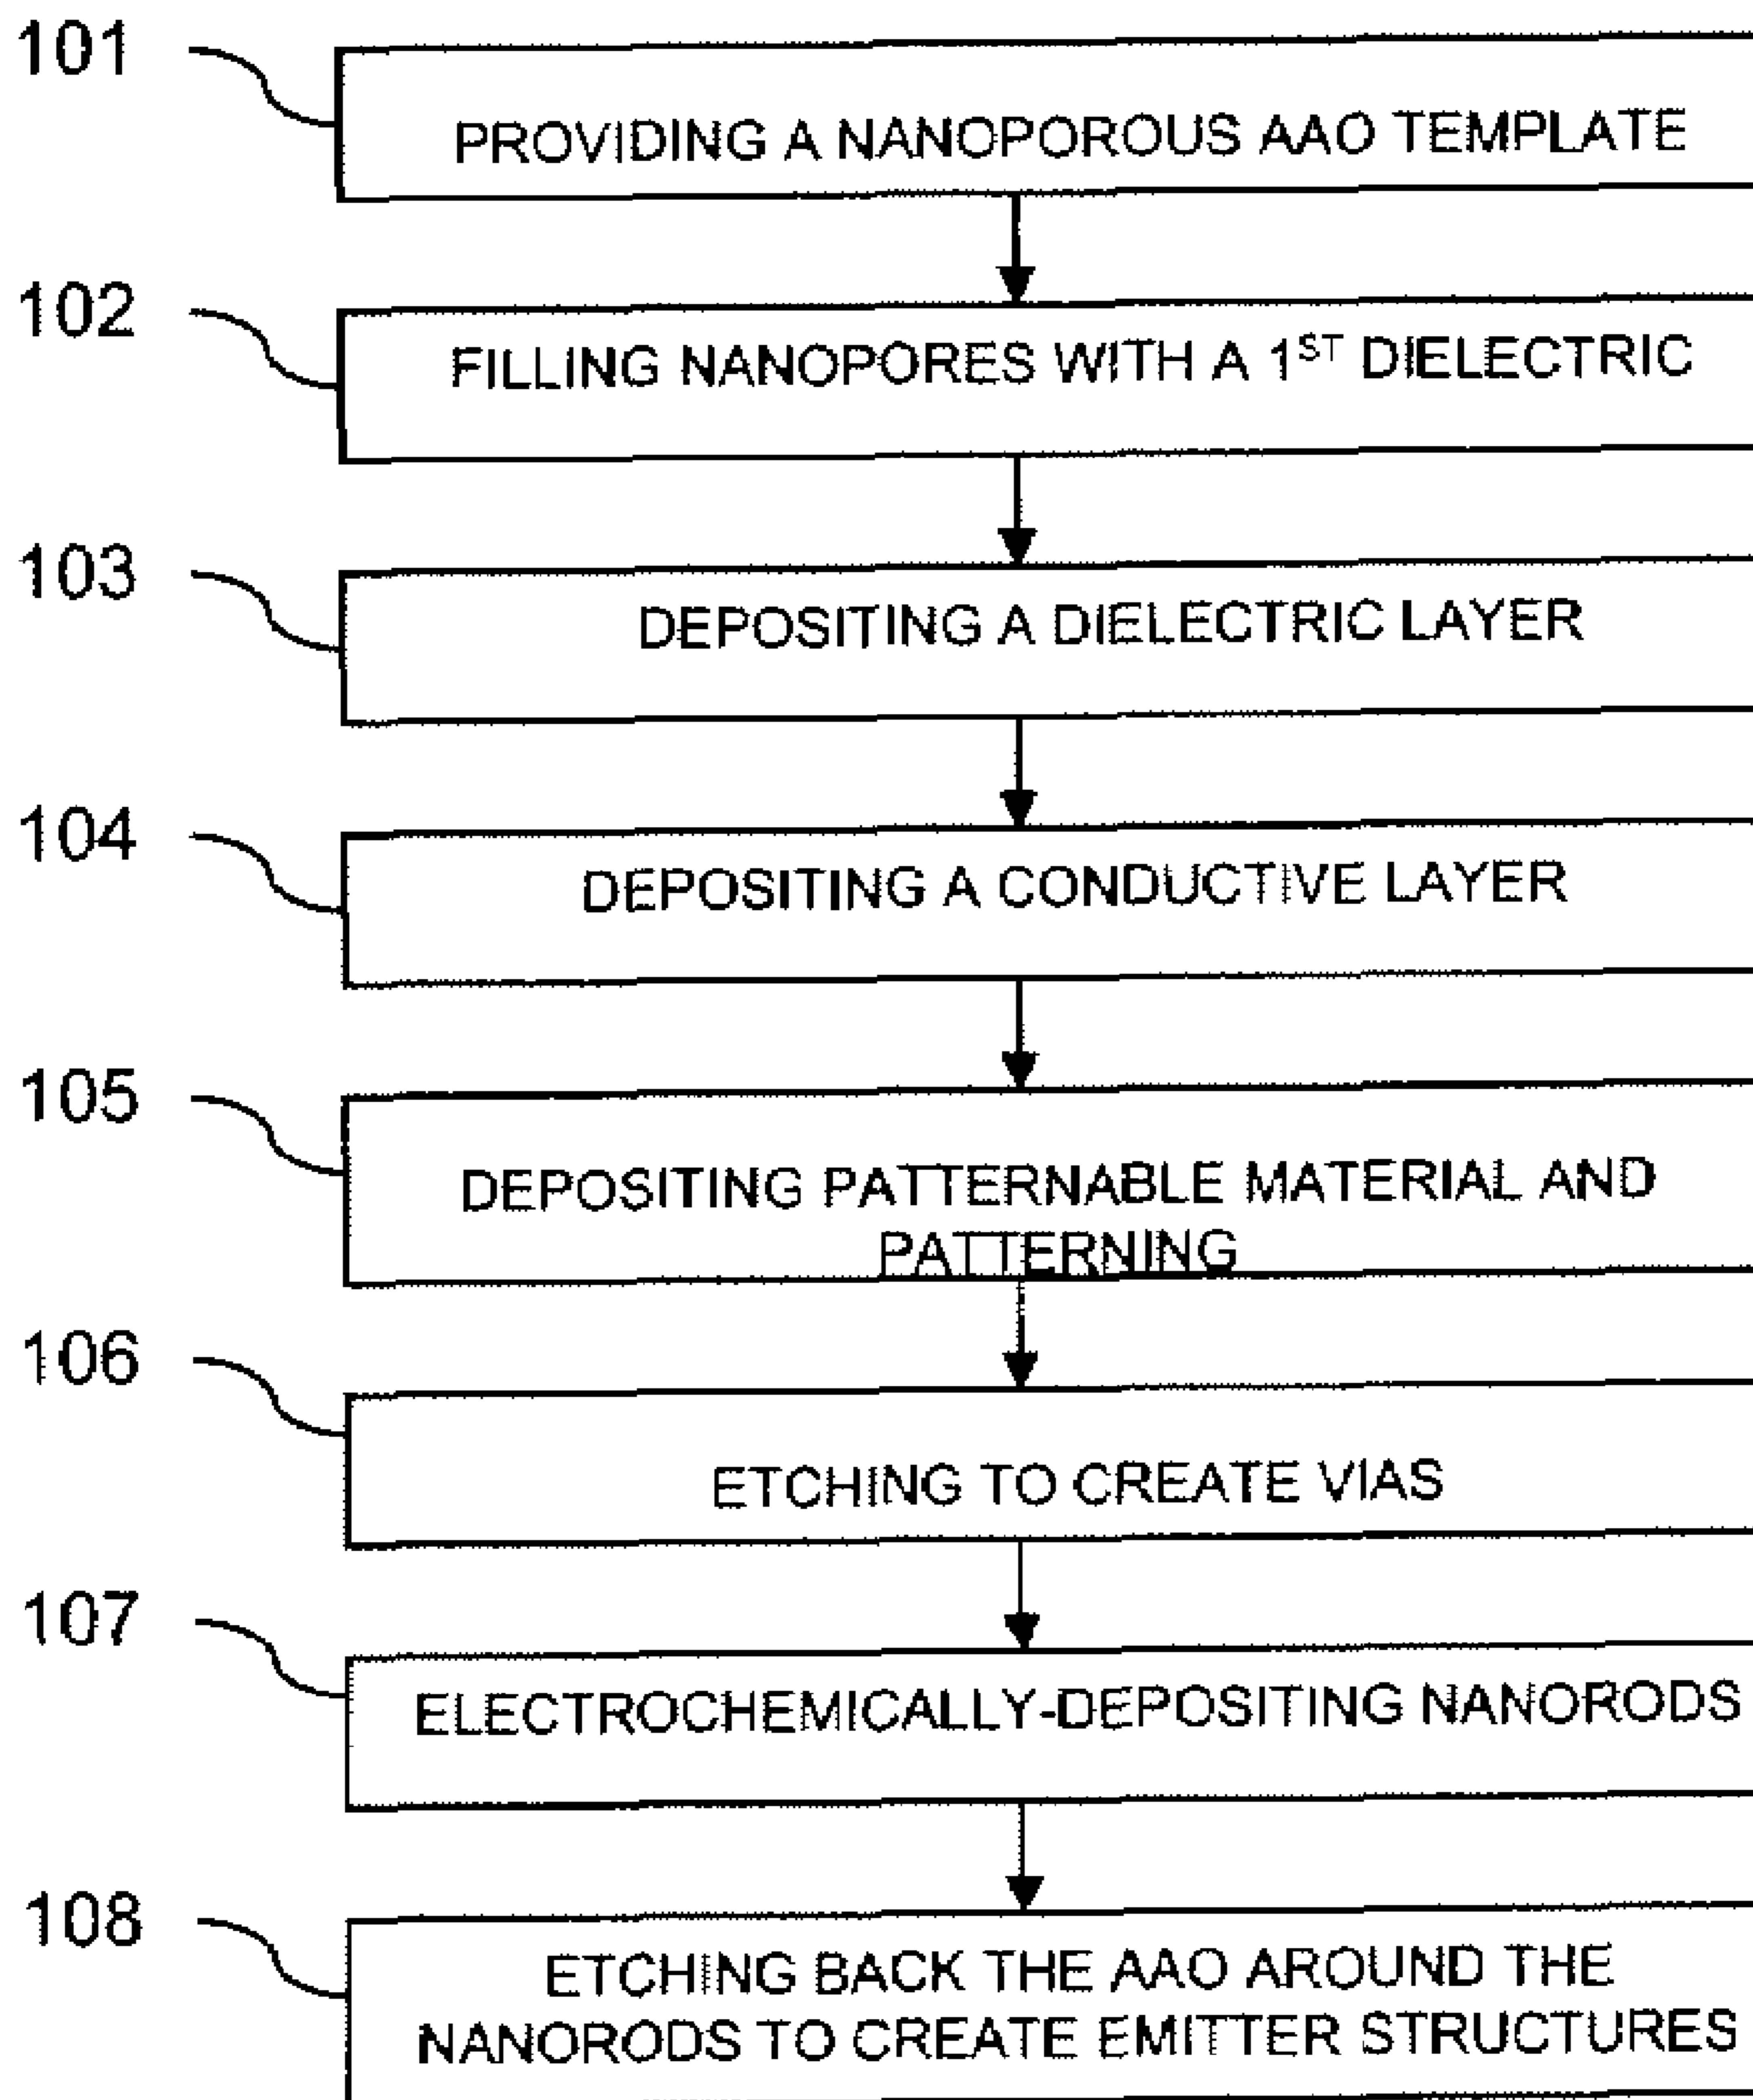 101
PROVIDING A NANOPOROUS AAO TEMPLATE
102
FILLING NANOPORES WITH A 1ST DIELECTRIC
103
DEPOSITING A DIELECTRIC LAYER
104
DEPOSITING A CONDUCTIVE LAYER
105
DEPOSITING PATTERNABLE MATERIAL AND
PATTERNING
106
ETCHING TO CREATE VIAS
107
ELECTROCHEMICALLY-DEPOSITING NANORODS
108
ETCHING BACK THE AAO AROUND THE
NANORODS TO CREATE EMITTER STRUCTURES